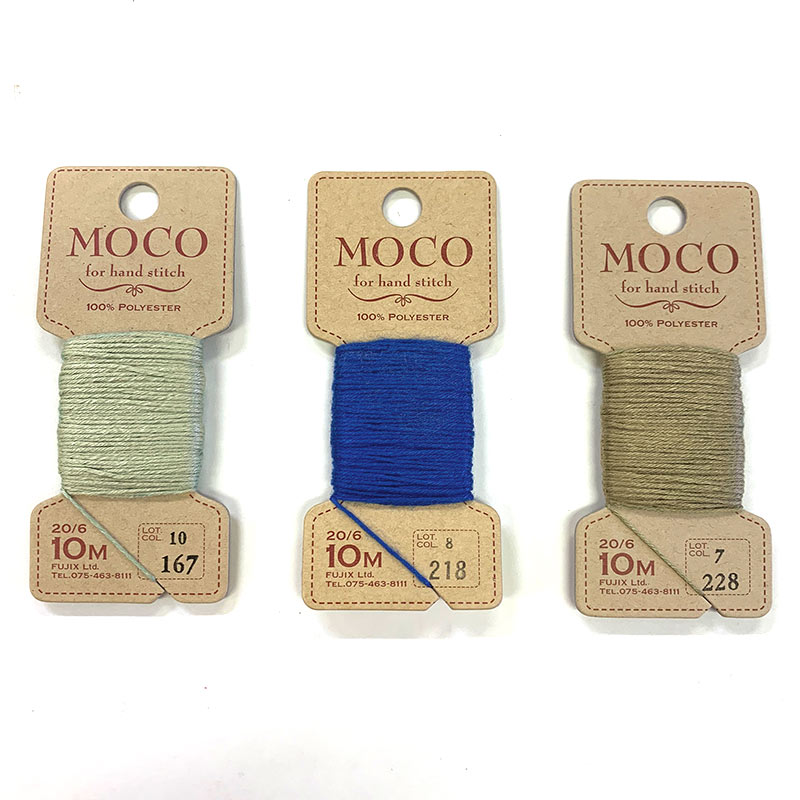 MOCO
for hand stitch
100% POLYESTER
20/6
10M
FUJIX Ltd.
TEL.075-463-8111
LOT. 10
COL.
167
MOCO
for hand stitch
100% POLYESTER
20/6
10M
FUJIX Ltd.
TEL.075-463-8111
LOT. 8
COL.
218
MOCO
for hand stitch
100% POLYESTER
20/6
10M
FUJIX Ltd.
TEL.075-463-8111
LOT. 7
COL.
228